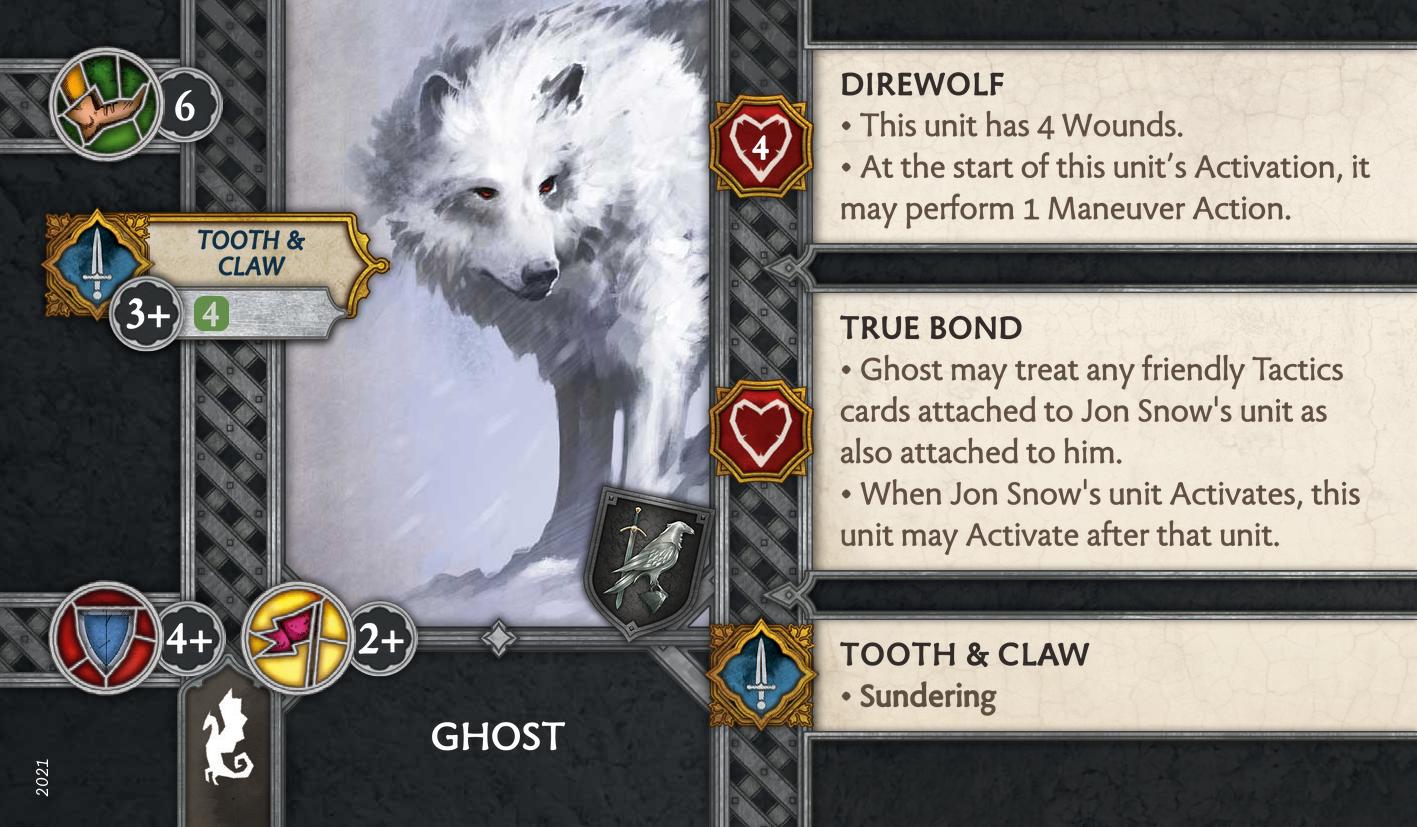 6
TOOTH &
CLAW
3+ 4
4+ 2+
GHOST
2021
4
DIREWOLF
• This unit has 4 Wounds.
• At the start of this unit's Activation, it
may perform 1 Maneuver Action.
TRUE BOND
• Ghost may treat any friendly Tactics
cards attached to Jon Snow's unit as
also attached to him.
• When Jon Snow's unit Activates, this
unit may Activate after that unit.
TOOTH & CLAW
• Sundering